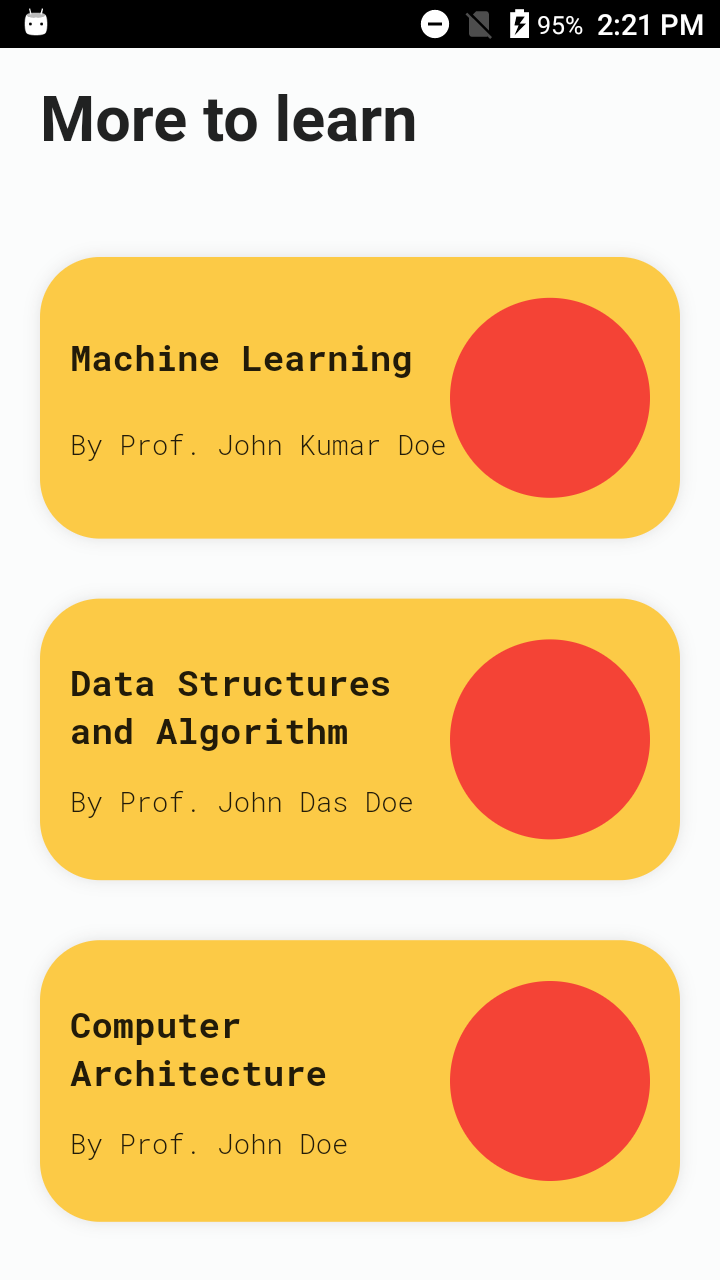 95% 2:21 PM
More to learn
Machine Learning
By Prof. John Kumar Doe
Data Structures
and Algorithm
By Prof. John Das Doe
Computer
Architecture
By Prof. John Doe